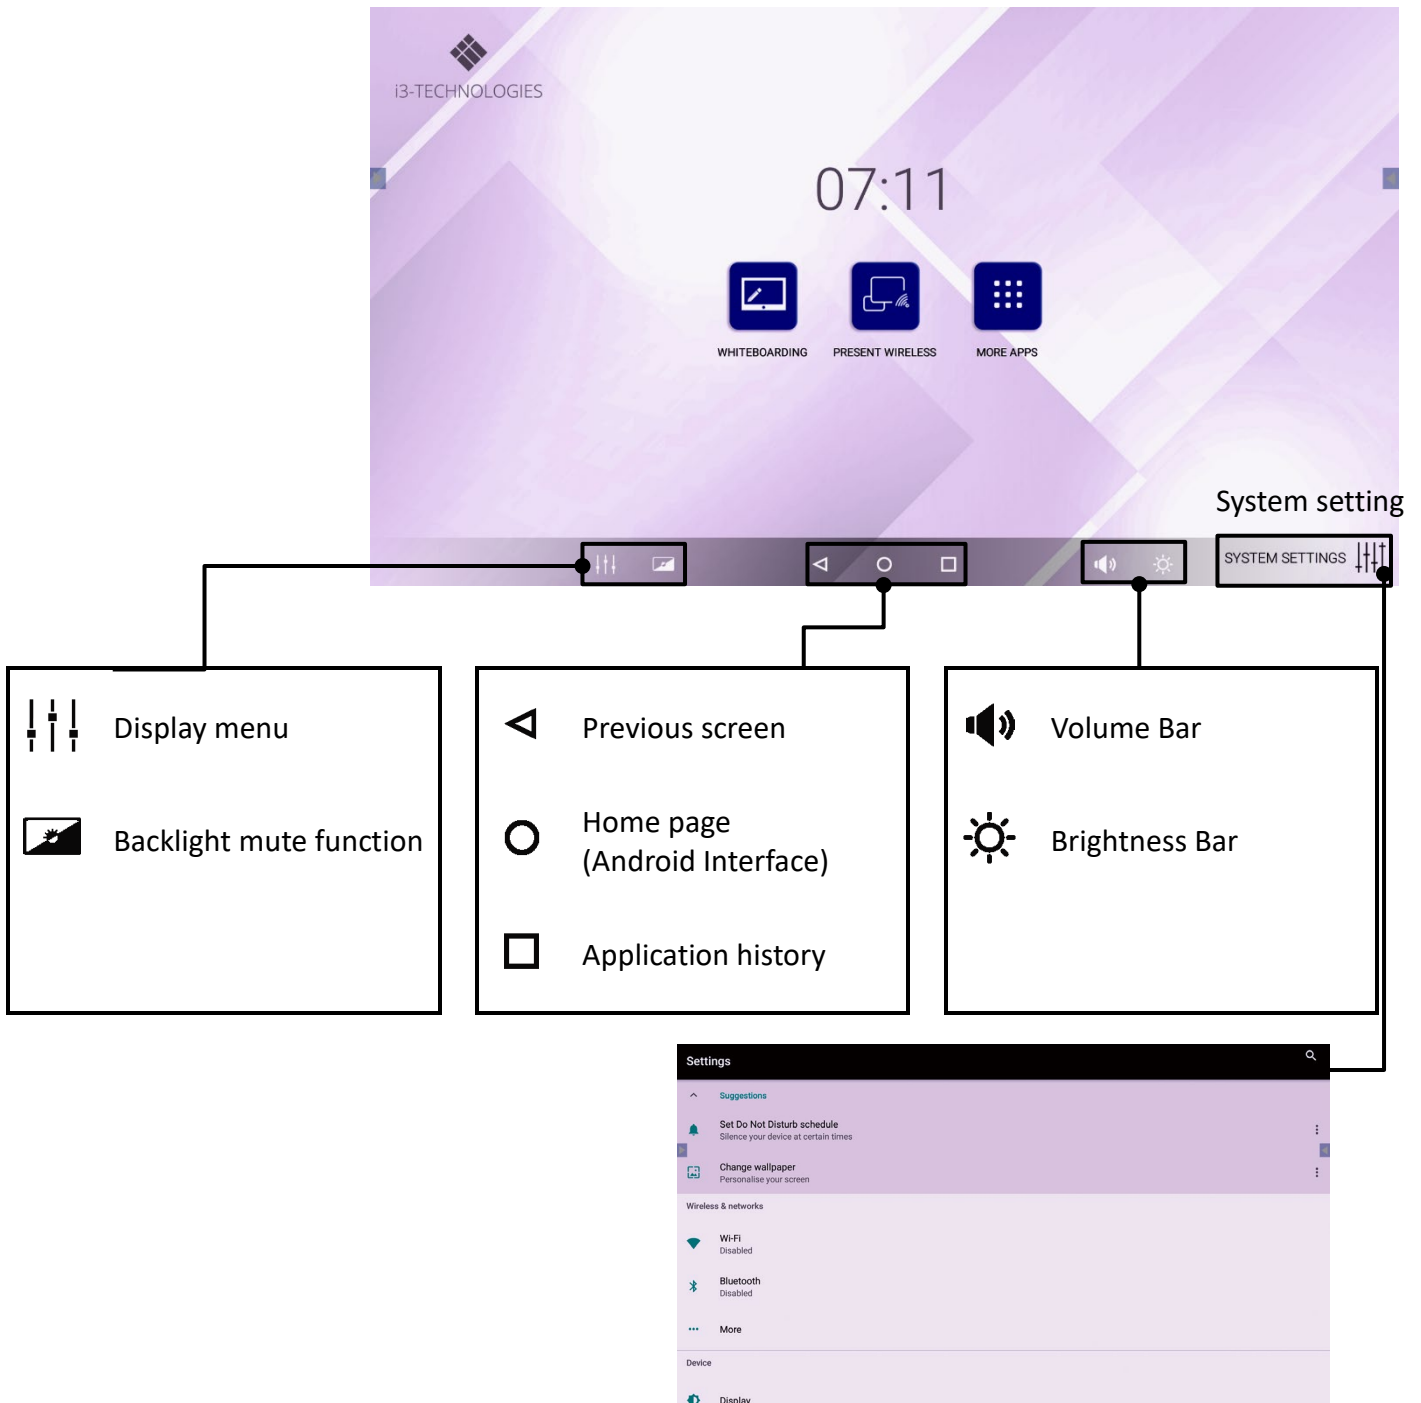 i3-TECHNOLOGIES
07:11
WHITEBOARDING
PRESENT WIRELESS
MORE APPS
System setting
SYSTEM SETTINGS
Display menu
Backlight mute function
Previous screen
Home page
(Android Interface)
Application history
Volume Bar
Brightness Bar
Settings
Suggestions
Set Do Not Disturb schedule
Silence your device at certain times
Change wallpaper
Personalise your screen
Wireless & networks
Wi-Fi
Disabled
Bluetooth
Disabled
More
Device
Display